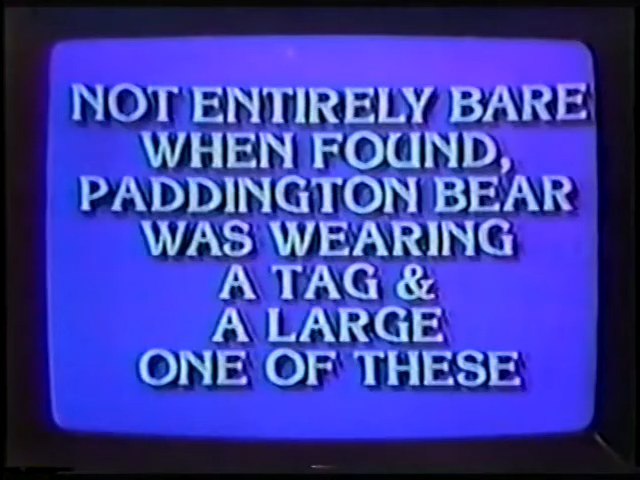 NOT ENTIRELY BARE
WHEN FOUND,
PADDINGTON BEAR
WAS WEARING
A TAG &
A LARGE
ONE OF THESE